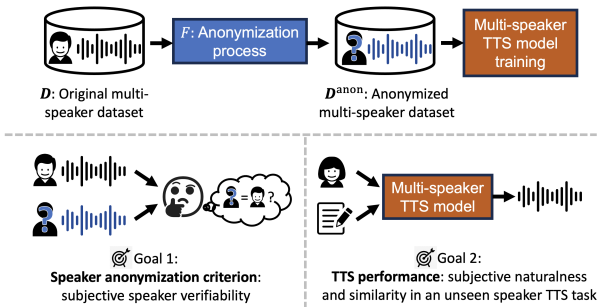 F: Anonymization
process
Multi-speaker
TTS model
training
D: Original multi-
speaker dataset
Dᵃⁿᵒⁿ: Anonymized
multi-speaker dataset
?
?
? = ?
Multi-speaker
TTS model
Goal 1:
Speaker anonymization criterion:
subjective speaker verifiability
Goal 2:
TTS performance: subjective naturalness
and similarity in an unseen speaker TTS task